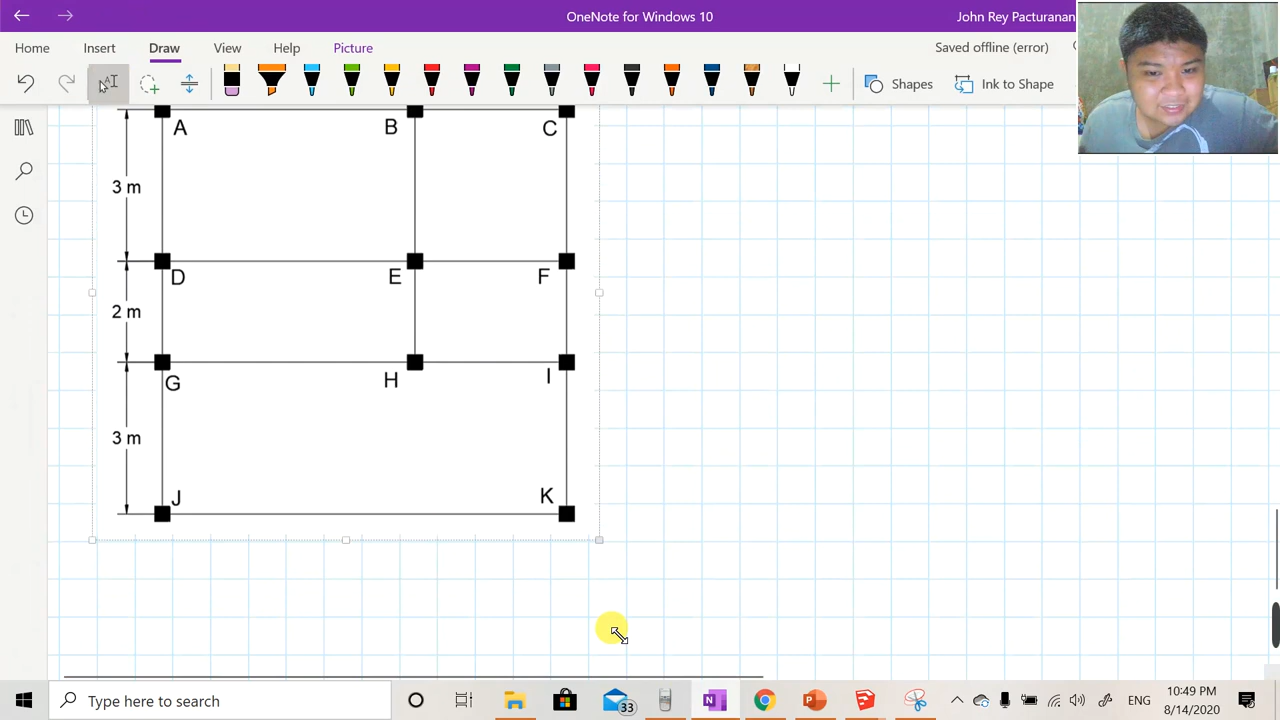 OneNote for Windows 10
John Rey Pacturanan
Home
Insert
Draw
View
Help
Picture
Saved offline (error)
Shapes
Ink to Shape
A
B
C
3 m
D
E
F
2 m
G
H
I
3 m
J
K
Type here to search
33
ENG
10:49 PM
8/14/2020